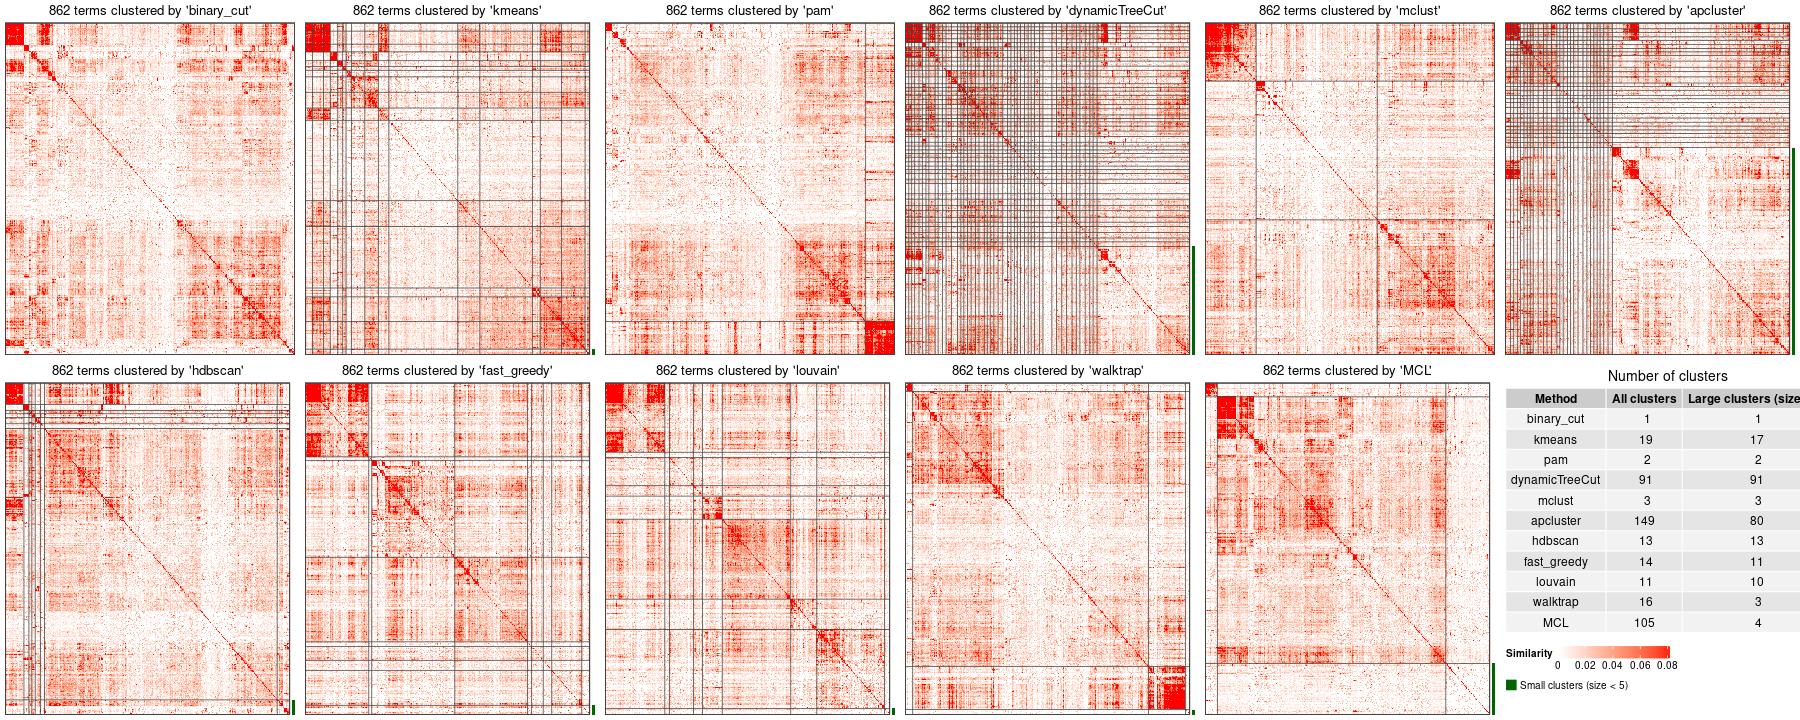 862 terms clustered by 'binary_cut'
862 terms clustered by 'kmeans'
862 terms clustered by 'pam'
862 terms clustered by 'dynamicTreeCut'
862 terms clustered by 'mclust'
862 terms clustered by 'apcluster'
862 terms clustered by 'hdbscan'
862 terms clustered by 'fast_greedy'
862 terms clustered by 'louvain'
862 terms clustered by 'walktrap'
862 terms clustered by 'MCL'
Number of clusters
Method All clusters Large clusters (size
binary_cut 1 1
kmeans 19 17
pam 2 2
dynamicTreeCut 91 91
mclust 3 3
apcluster 149 80
hdbscan 13 13
fast_greedy 14 11
louvain 11 10
walktrap 16 3
MCL 105 4
Similarity
0 0.02 0.04 0.06 0.08
Small clusters (size < 5)